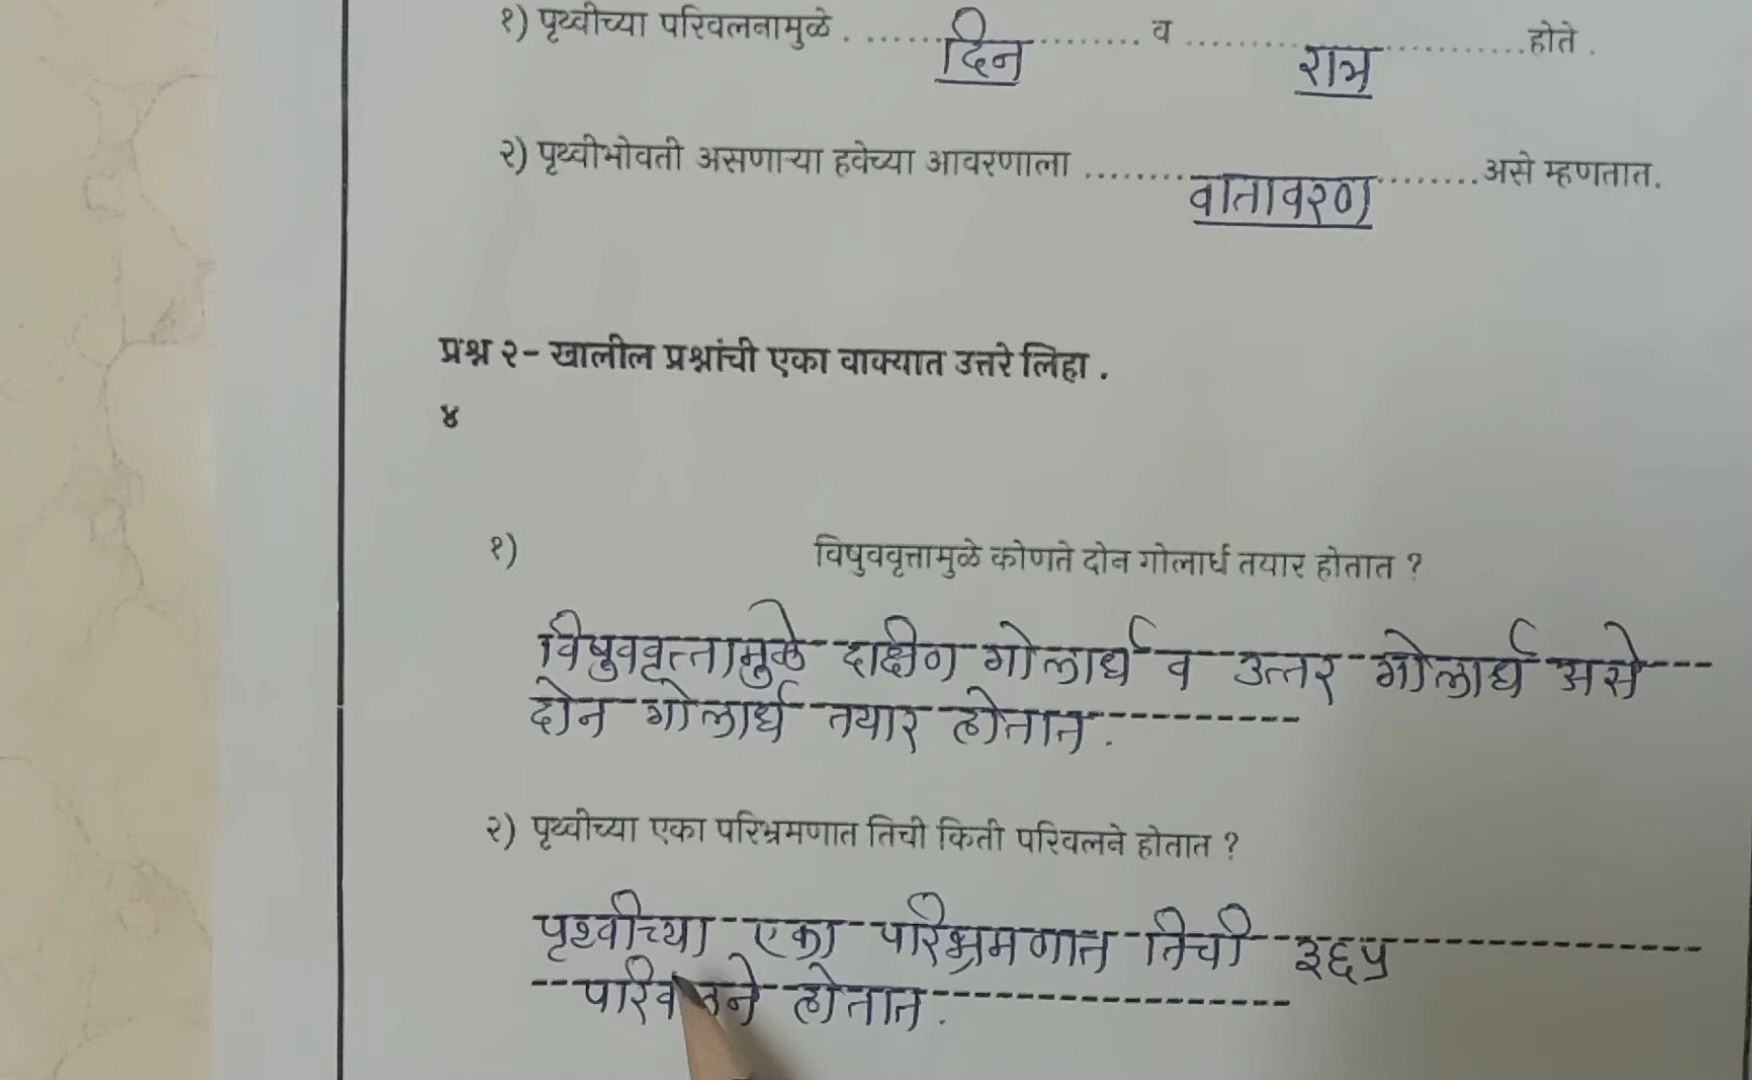 १) पृथ्वीच्या परिवलनामुळे . ...... दिन ........ व ........ रात्र ............ होते .
२) पृथ्वीभोवती असणाऱ्या हवेच्या आवरणाला ........ वातावरण ........ असे म्हणतात.
प्रश्न २- खालील प्रश्नांची एका वाक्यात उत्तरे लिहा .
४
१) विषुववृत्तामुळे कोणते दोन गोलार्ध तयार होतात ?
विषुववृत्तामुळे दक्षीण गोलार्ध व उत्तर गोलार्ध असे
दोन गोलार्ध तयार होतात.
२) पृथ्वीच्या एका परिभ्रमणात तिची किती परिवलने होतात ?
पृथ्वीच्या एका परिभ्रमणात तिची ३६५
परिवलने होतात.